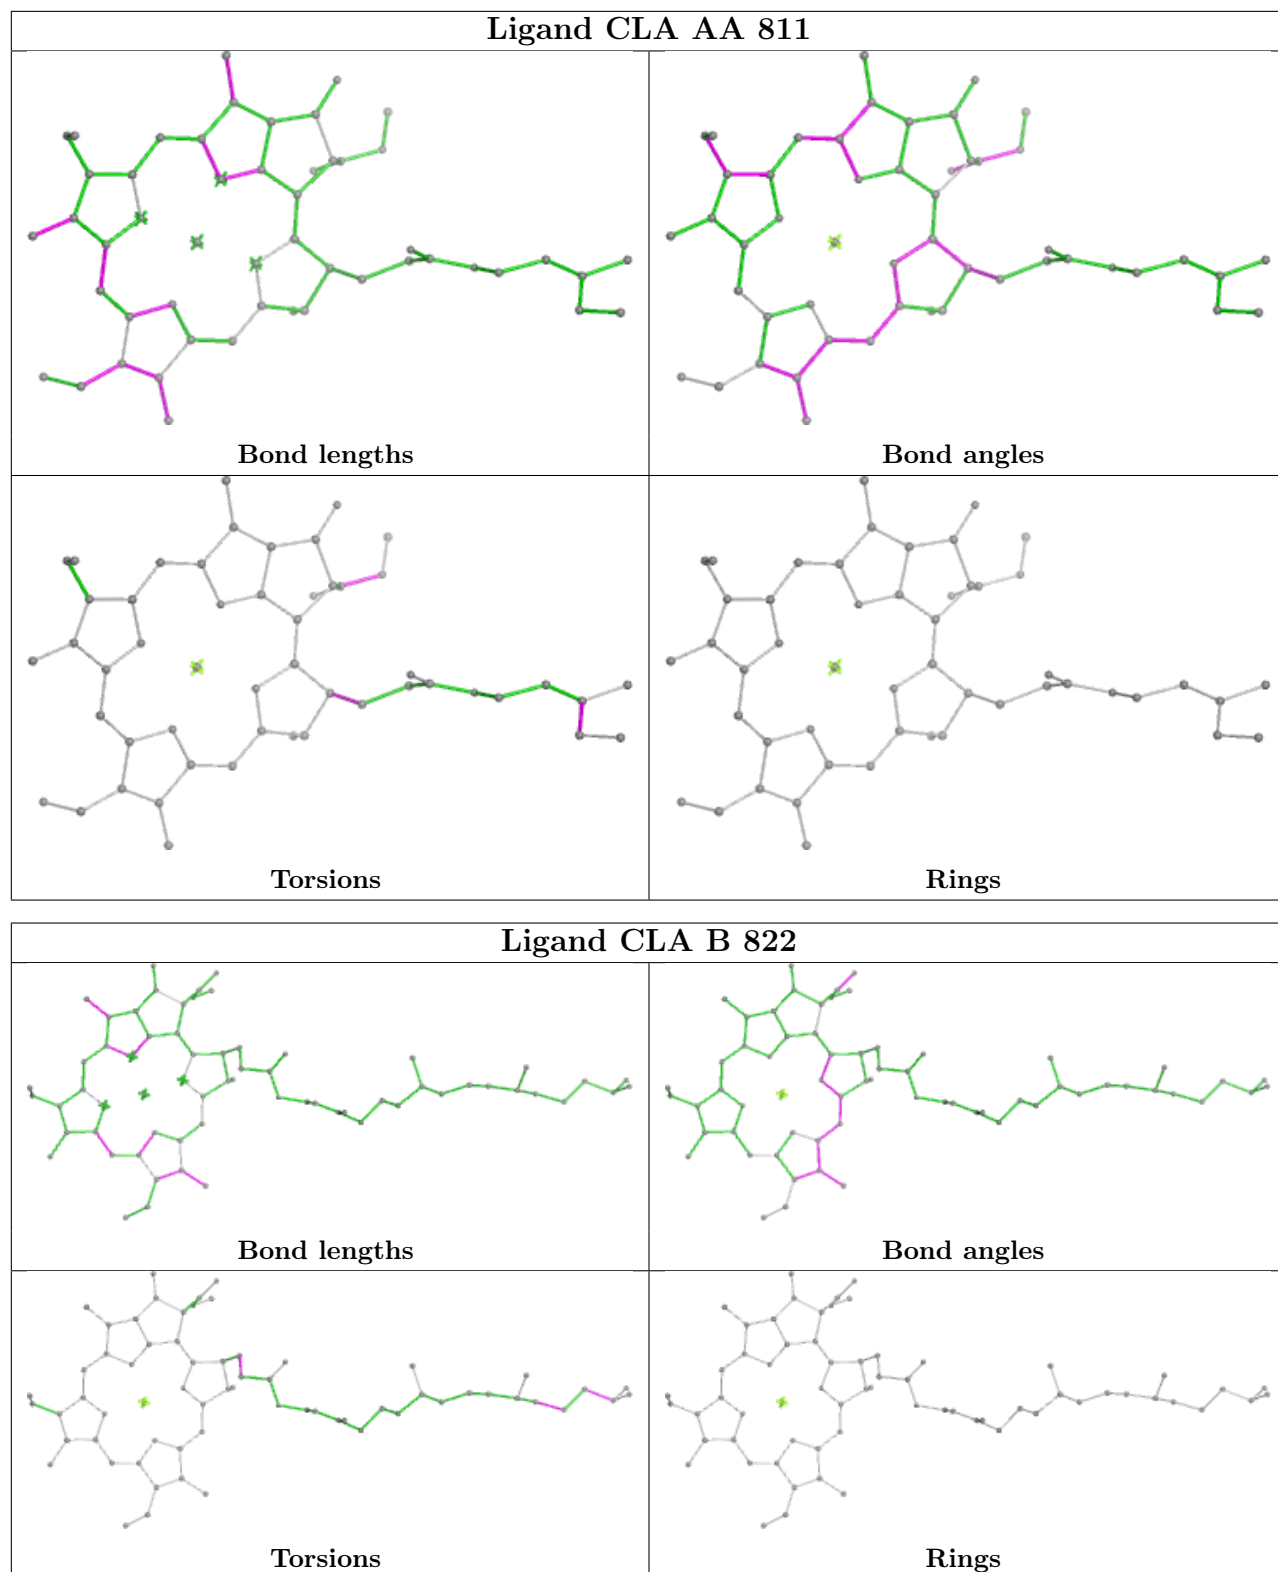 Ligand CLA AA 811
Bond lengths
Bond angles
Torsions
Rings
Ligand CLA B 822
Bond lengths
Bond angles
Torsions
Rings